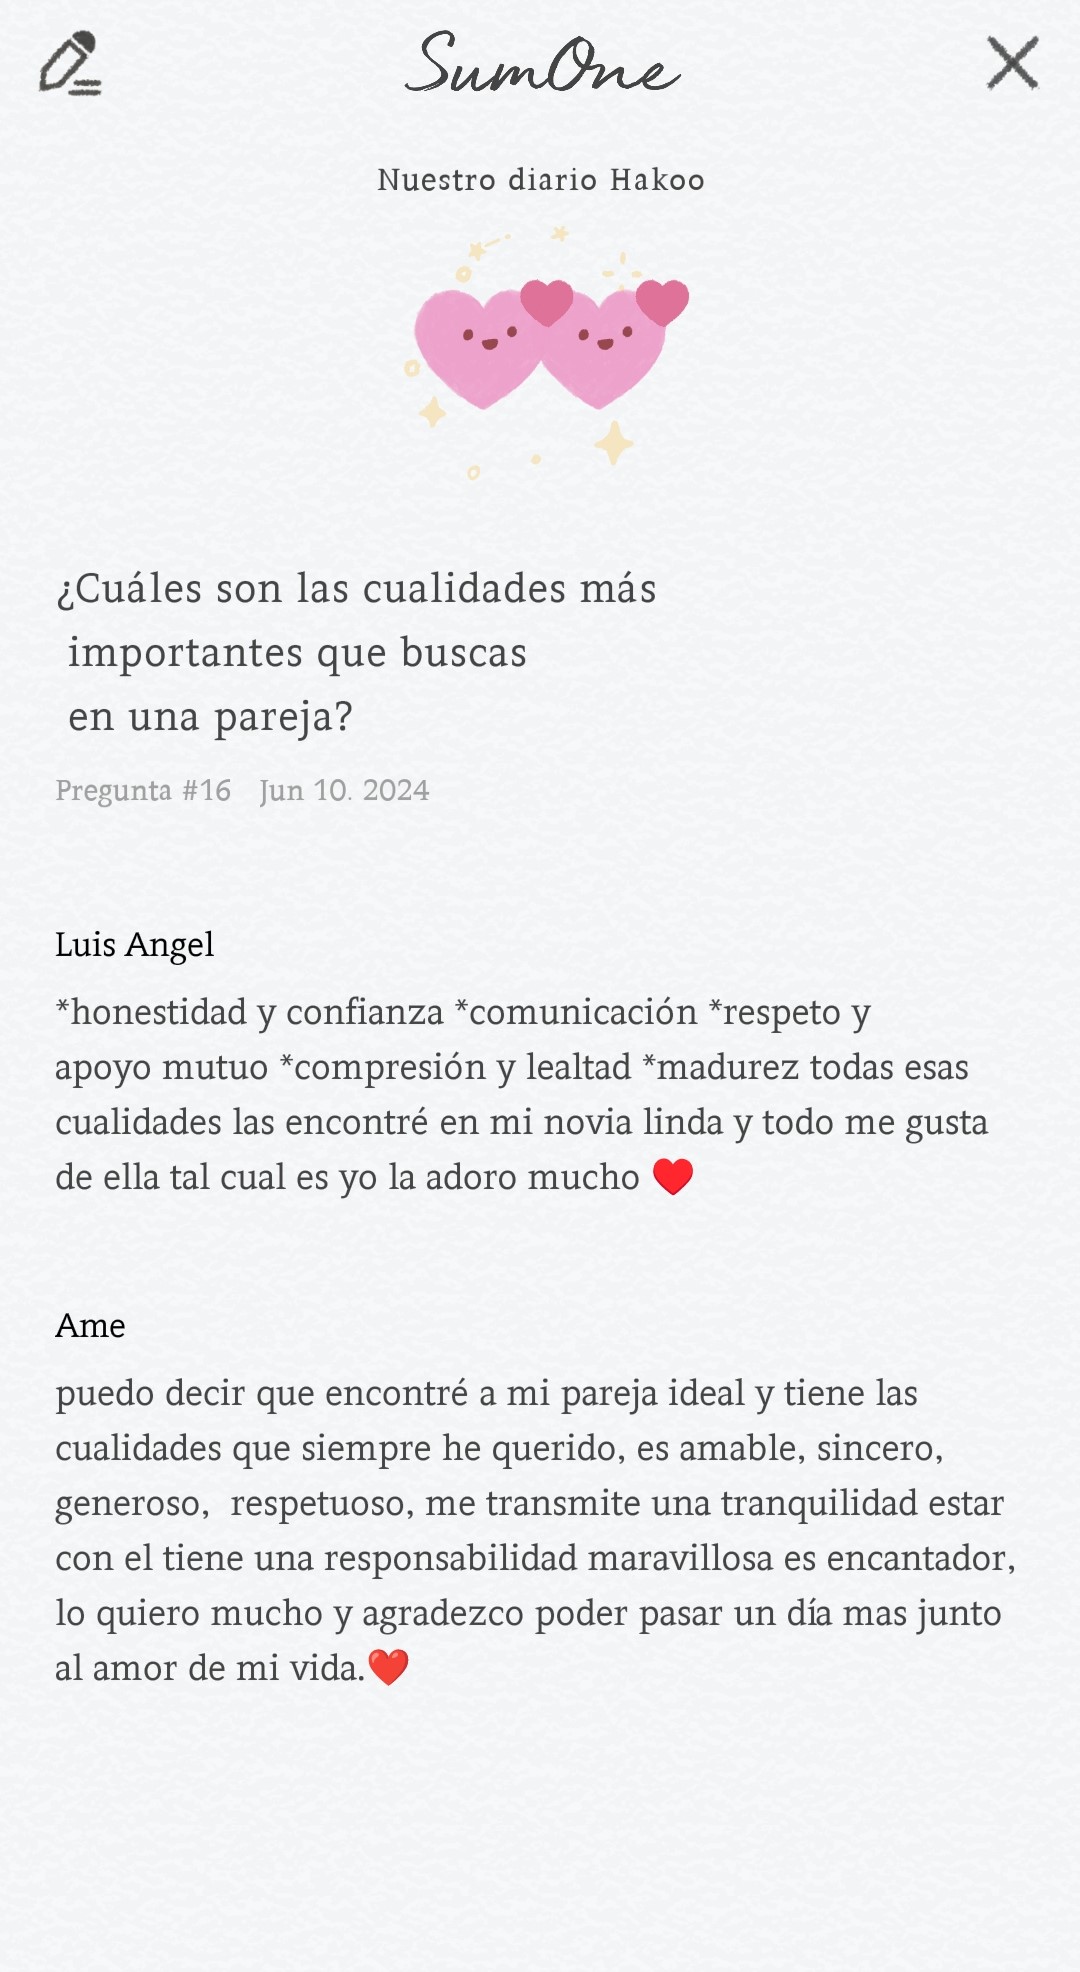 SumOne
Nuestro diario Hakoo
¿Cuáles son las cualidades más
importantes que buscas
en una pareja?
Pregunta #16 Jun 10. 2024
Luis Angel
*honestidad y confianza *comunicación *respeto y
apoyo mutuo *compresión y lealtad *madurez todas esas
cualidades las encontré en mi novia linda y todo me gusta
de ella tal cual es yo la adoro mucho ♥️
Ame
puedo decir que encontré a mi pareja ideal y tiene las
cualidades que siempre he querido, es amable, sincero,
generoso,  respetuoso, me transmite una tranquilidad estar
con el tiene una responsabilidad maravillosa es encantador,
lo quiero mucho y agradezco poder pasar un día mas junto
al amor de mi vida.❤️